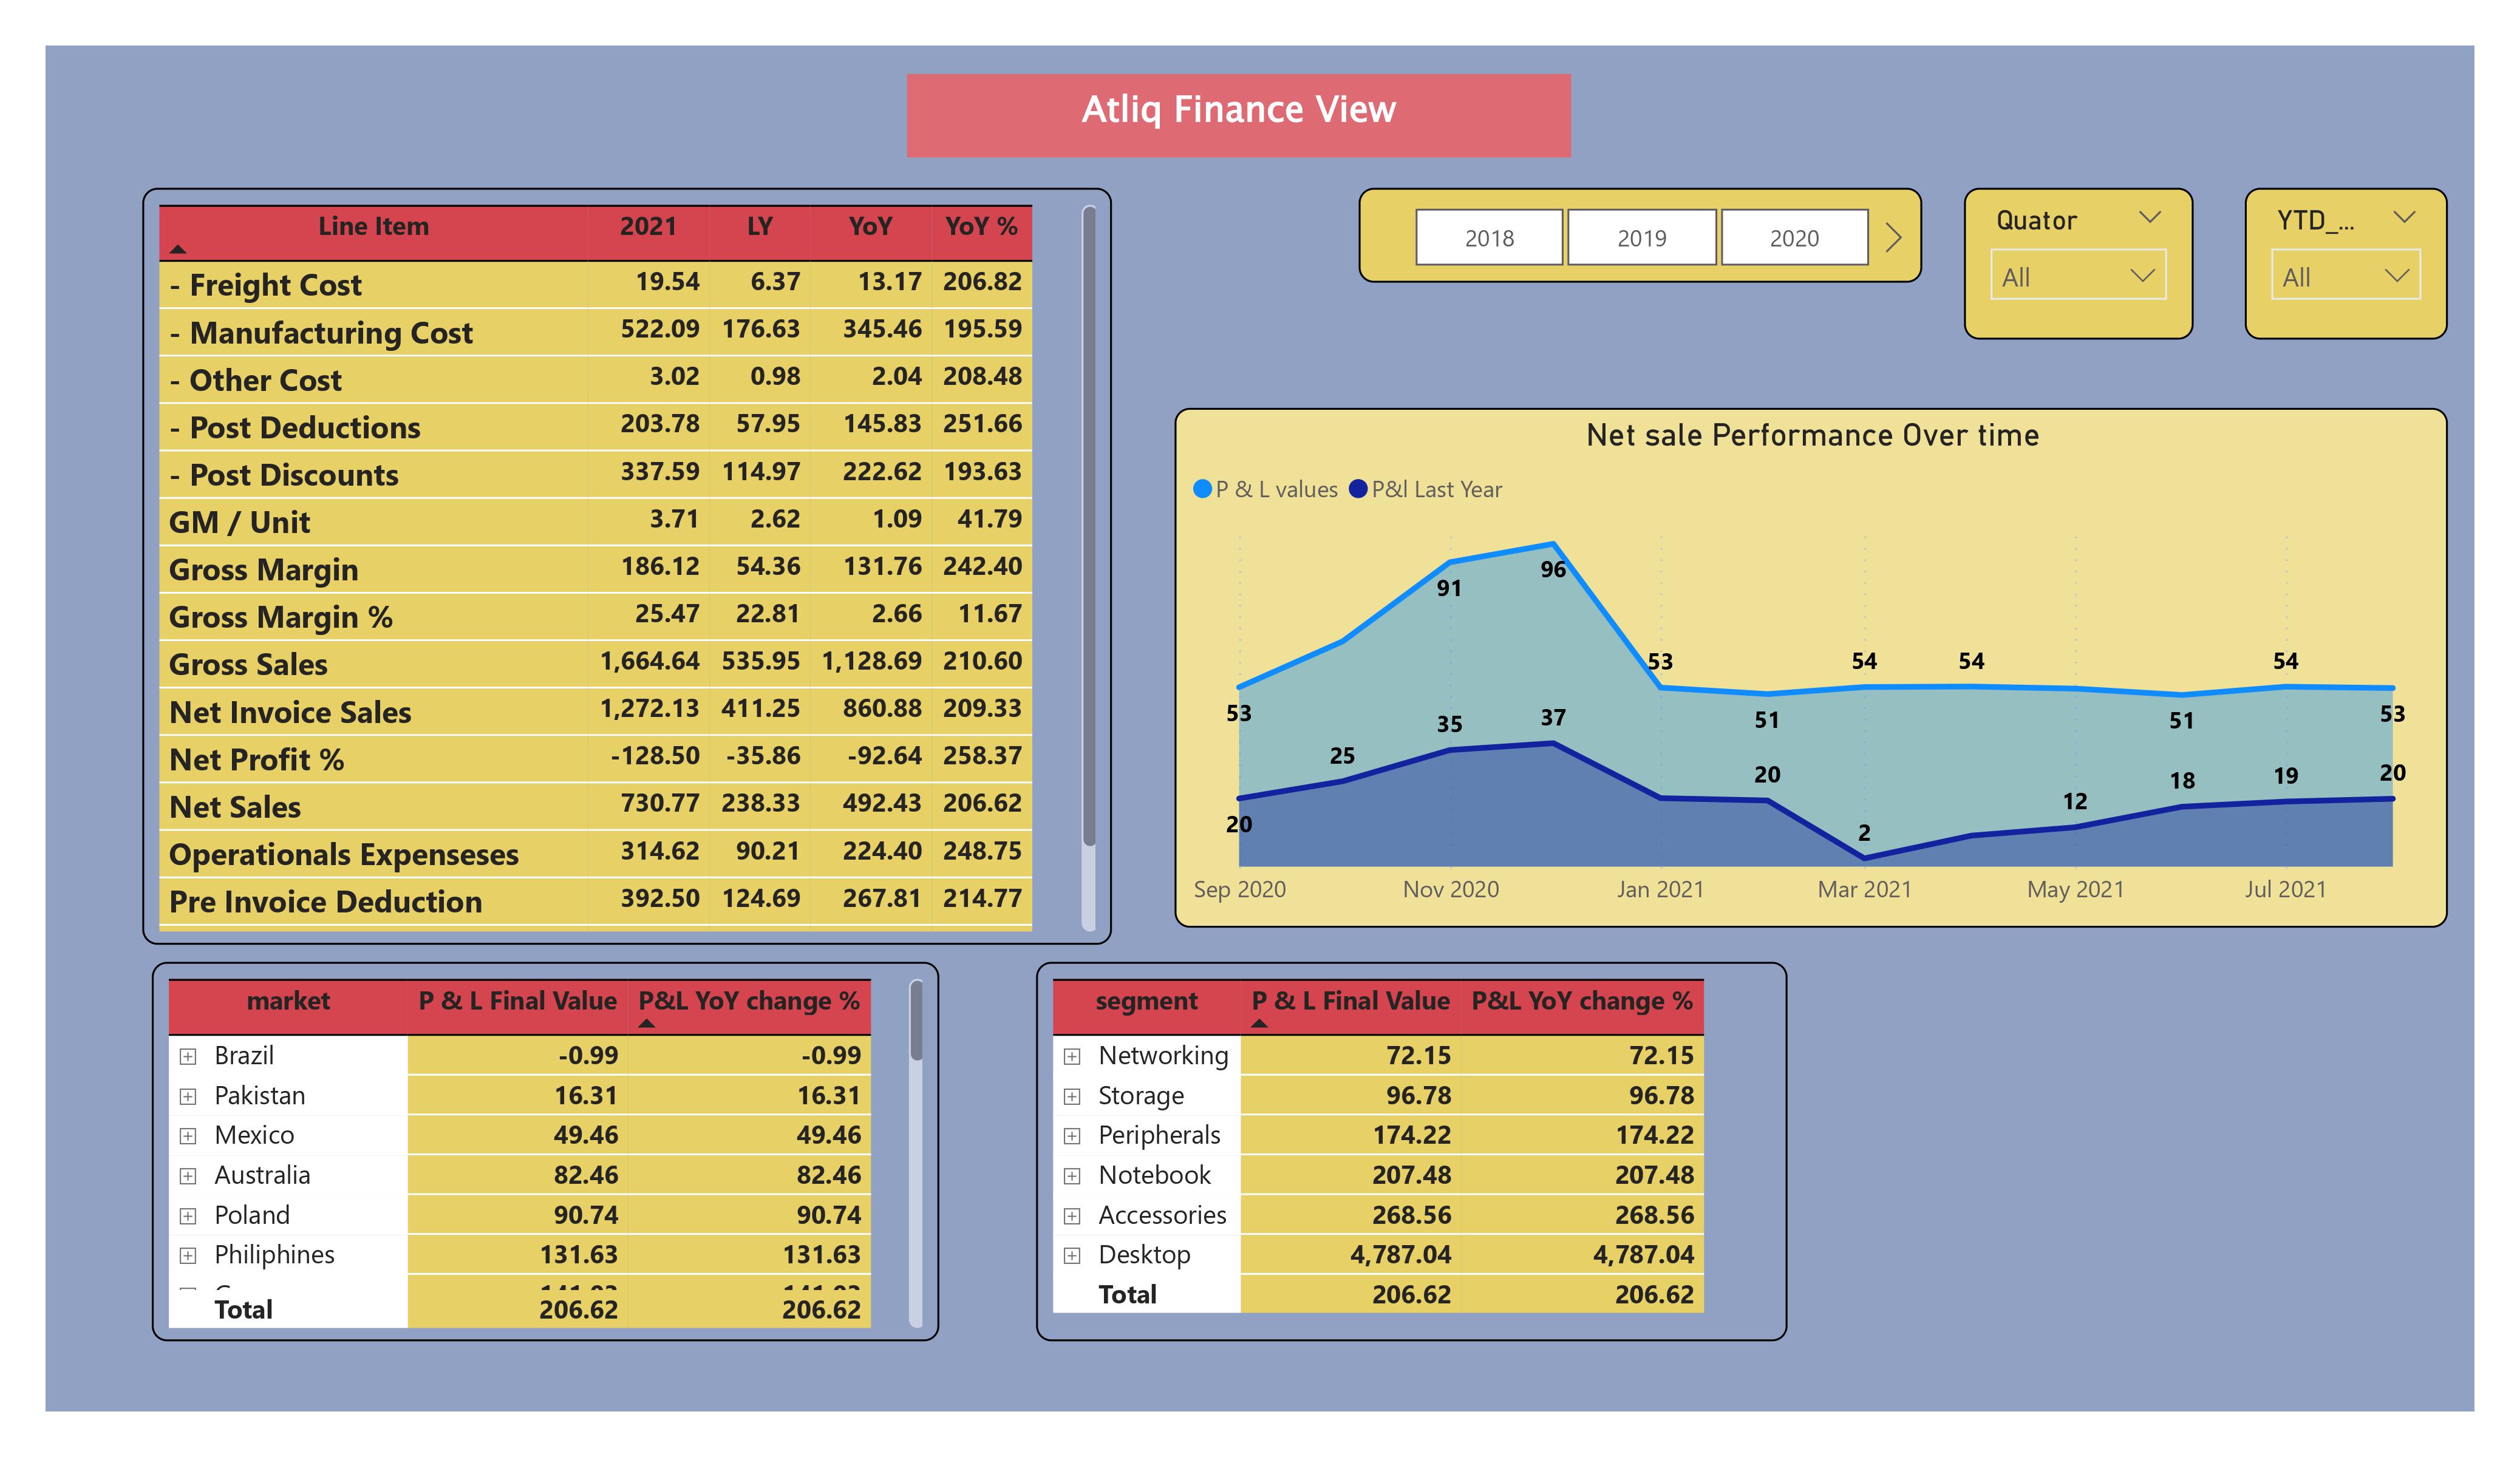 Atliq Finance View
Line Item 2021 LY YoY YoY %
- Freight Cost 19.54 6.37 13.17 206.82
- Manufacturing Cost 522.09 176.63 345.46 195.59
- Other Cost 3.02 0.98 2.04 208.48
- Post Deductions 203.78 57.95 145.83 251.66
- Post Discounts 337.59 114.97 222.62 193.63
GM / Unit 3.71 2.62 1.09 41.79
Gross Margin 186.12 54.36 131.76 242.40
Gross Margin % 25.47 22.81 2.66 11.67
Gross Sales 1,664.64 535.95 1,128.69 210.60
Net Invoice Sales 1,272.13 411.25 860.88 209.33
Net Profit % -128.50 -35.86 -92.64 258.37
Net Sales 730.77 238.33 492.43 206.62
Operationals Expenseses 314.62 90.21 224.40 248.75
Pre Invoice Deduction 392.50 124.69 267.81 214.77
2018 2019 2020
Quator
All
YTD_...
All
Net sale Performance Over time
P & L values P&l Last Year
91 96
53 54 54 54
53 51 51 53
25 35 37 20 12 18 19 20
20 2
Sep 2020 Nov 2020 Jan 2021 Mar 2021 May 2021 Jul 2021
market P & L Final Value P&L YoY change %
Brazil -0.99 -0.99
Pakistan 16.31 16.31
Mexico 49.46 49.46
Australia 82.46 82.46
Poland 90.74 90.74
Philiphines 131.63 131.63
Total 206.62 206.62
segment P & L Final Value P&L YoY change %
Networking 72.15 72.15
Storage 96.78 96.78
Peripherals 174.22 174.22
Notebook 207.48 207.48
Accessories 268.56 268.56
Desktop 4,787.04 4,787.04
Total 206.62 206.62